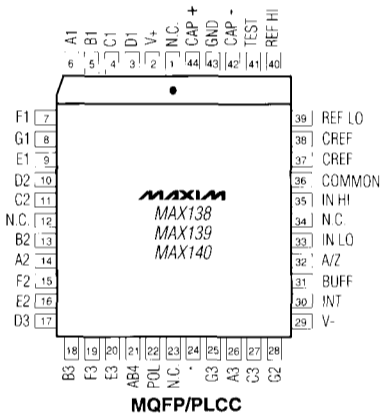 A1 B1 C1 D1 V+ N.C. CAP + GND CAP - TEST REF HI
6 5 4 3 2 1 44 43 42 41 40
F1 7 39 REF LO
G1 8 38 CREF
E1 9 37 CREF
D2 10 36 COMMON
C2 11 35 IN HI
N.C. 12 34 N.C.
B2 13 33 IN LO
A2 14 32 A/Z
F2 15 31 BUFF
E2 16 30 INT
D3 17 29 V-
MAXIM
MAX138
MAX139
MAX140
18 19 20 21 22 23 24 25 26 27 28
B3 F3 E3 AB4 POL N.C. · G3 A3 C3 G2
MQFP/PLCC